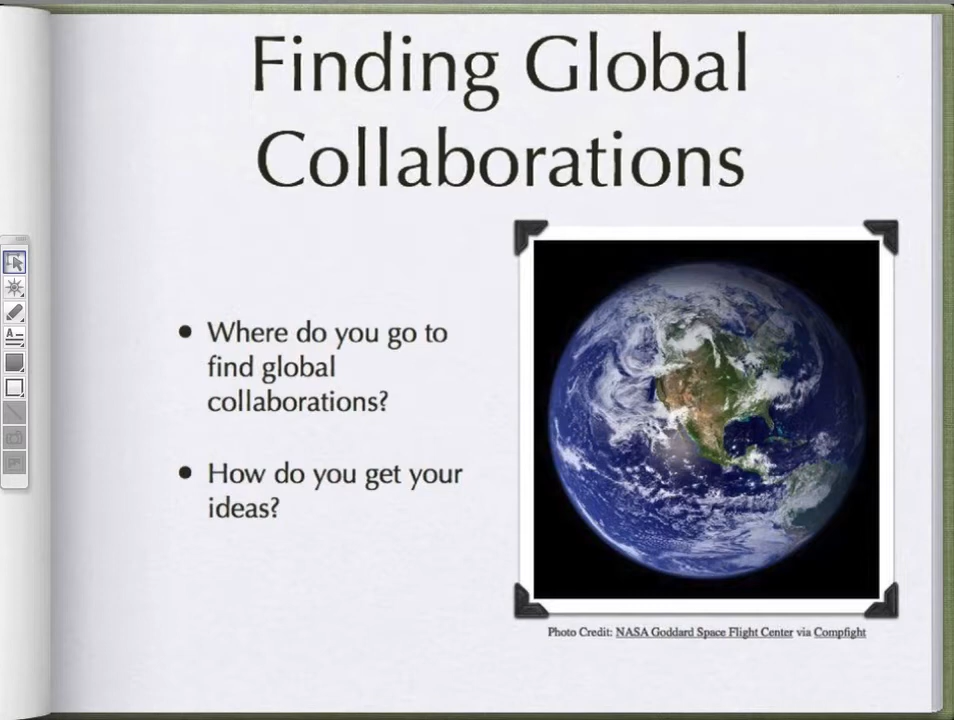 Finding Global
Collaborations
• Where do you go to
find global
collaborations?
• How do you get your
ideas?
Photo Credit: NASA Goddard Space Flight Center via Compfight